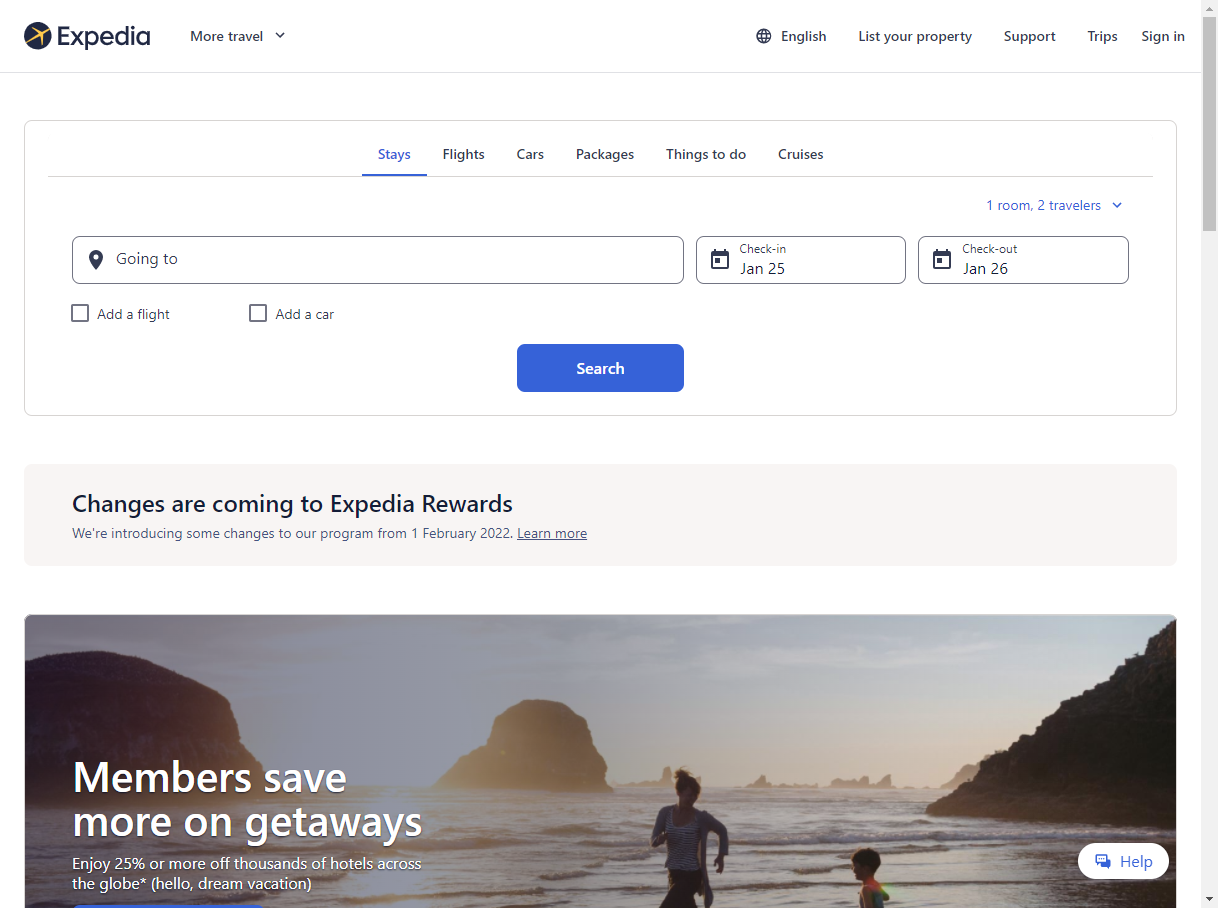 Expedia
More travel
English
List your property
Support
Trips
Sign in
Stays
Flights
Cars
Packages
Things to do
Cruises
1 room, 2 travelers
Going to
Check-in
Jan 25
Check-out
Jan 26
Add a flight
Add a car
Search
Changes are coming to Expedia Rewards
We're introducing some changes to our program from 1 February 2022. Learn more
Members save
more on getaways
Enjoy 25% or more off thousands of hotels across
the globe* (hello, dream vacation)
Help